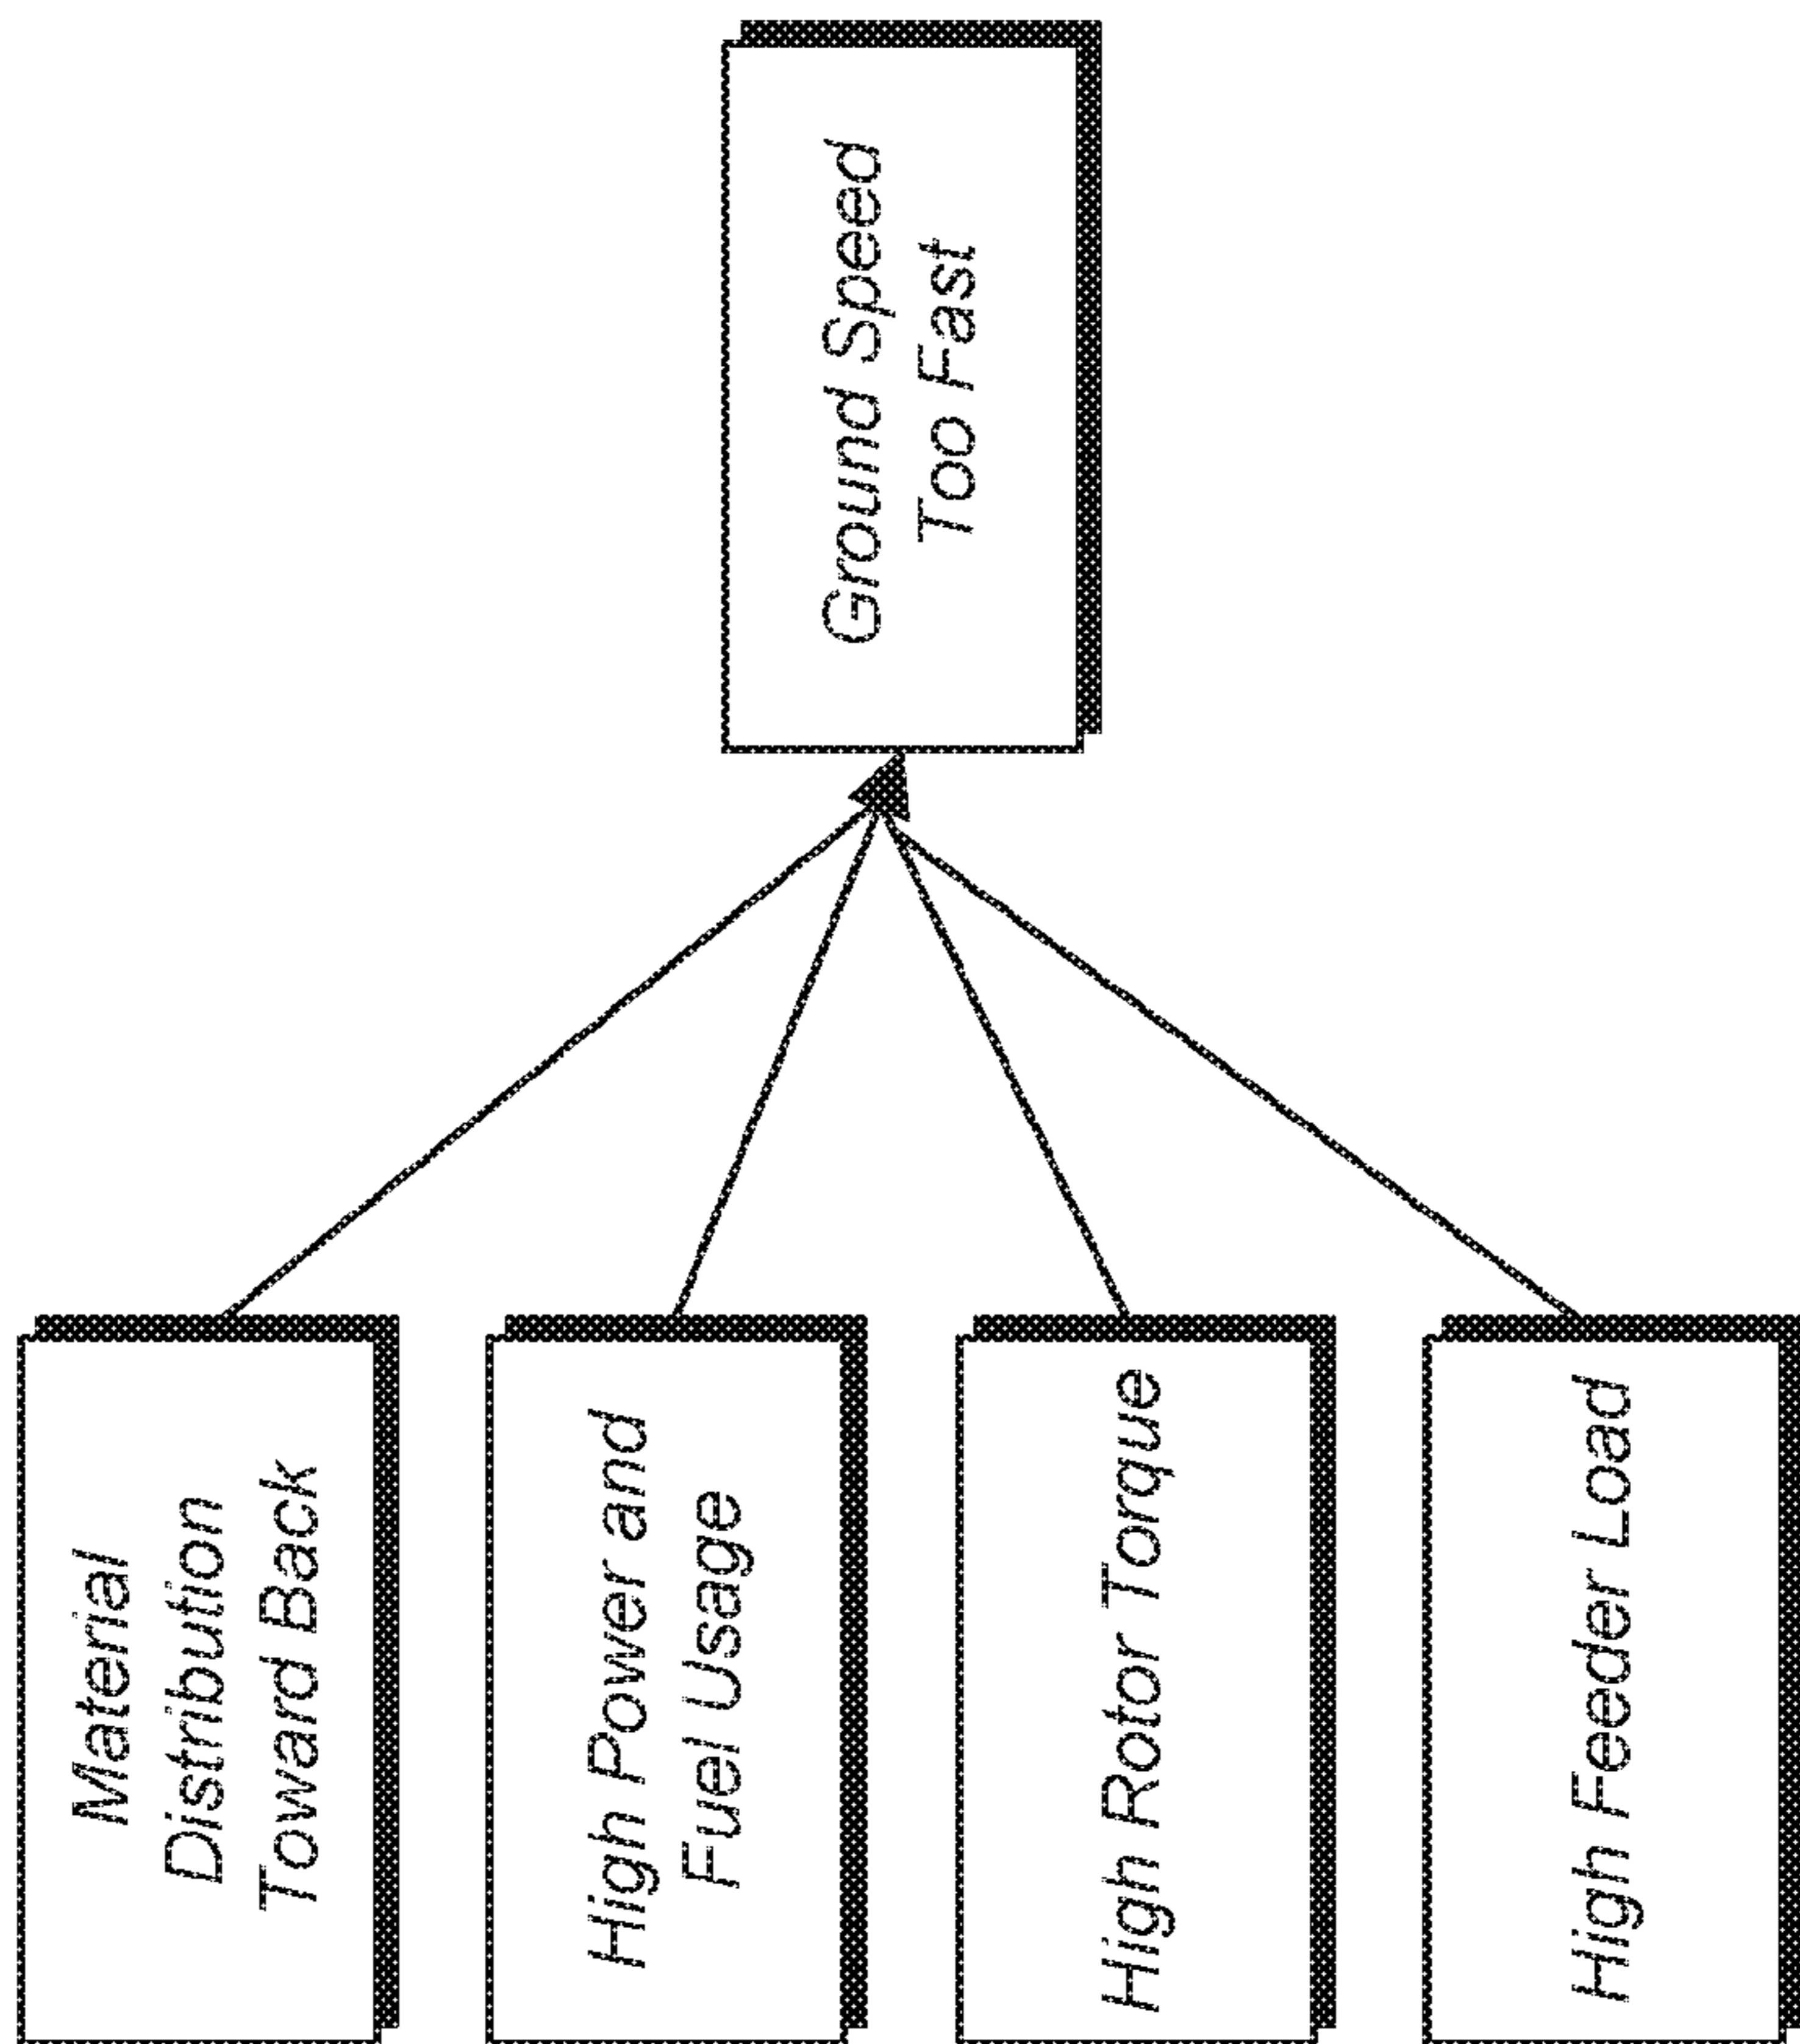 Material
Distribution
Toward Back
High Power and
Fuel Usage
High Rotor Torque
High Feeder Load
Ground Speed
Too Fast